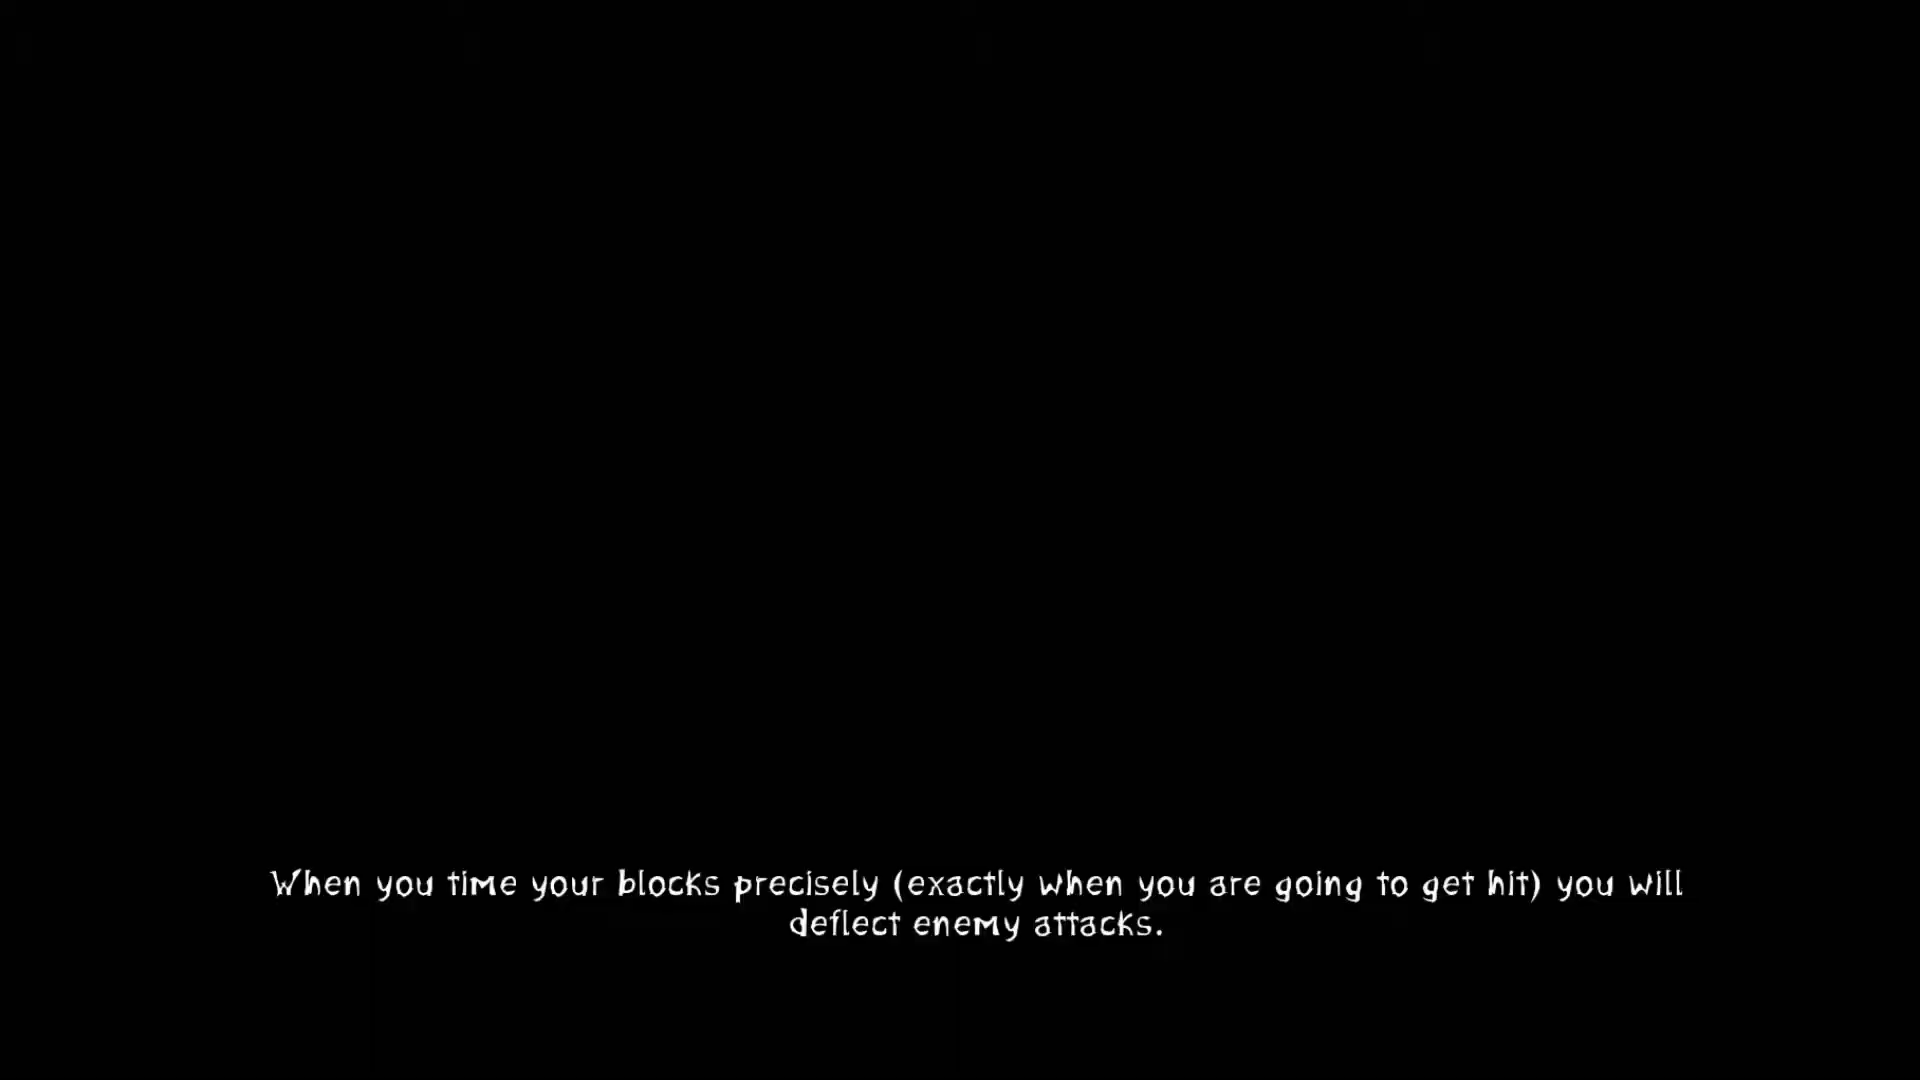 When you time your blocks precisely (exactly when you are going to get hit) you will
deflect enemy attacks.